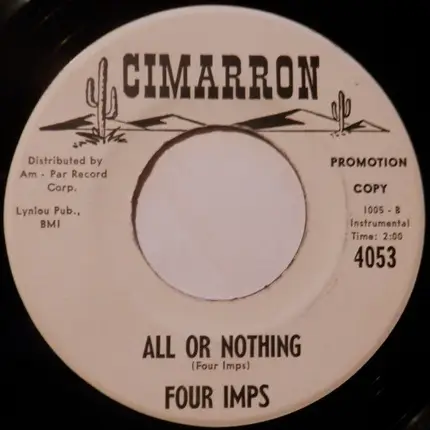 CIMARRON
Distributed by
Am - Par Record
Corp.
Lynlou Pub.,
BMI
PROMOTION
COPY
1005 - B
Instrumental
Time: 2:00
4053
ALL OR NOTHING
(Four Imps)
FOUR IMPS